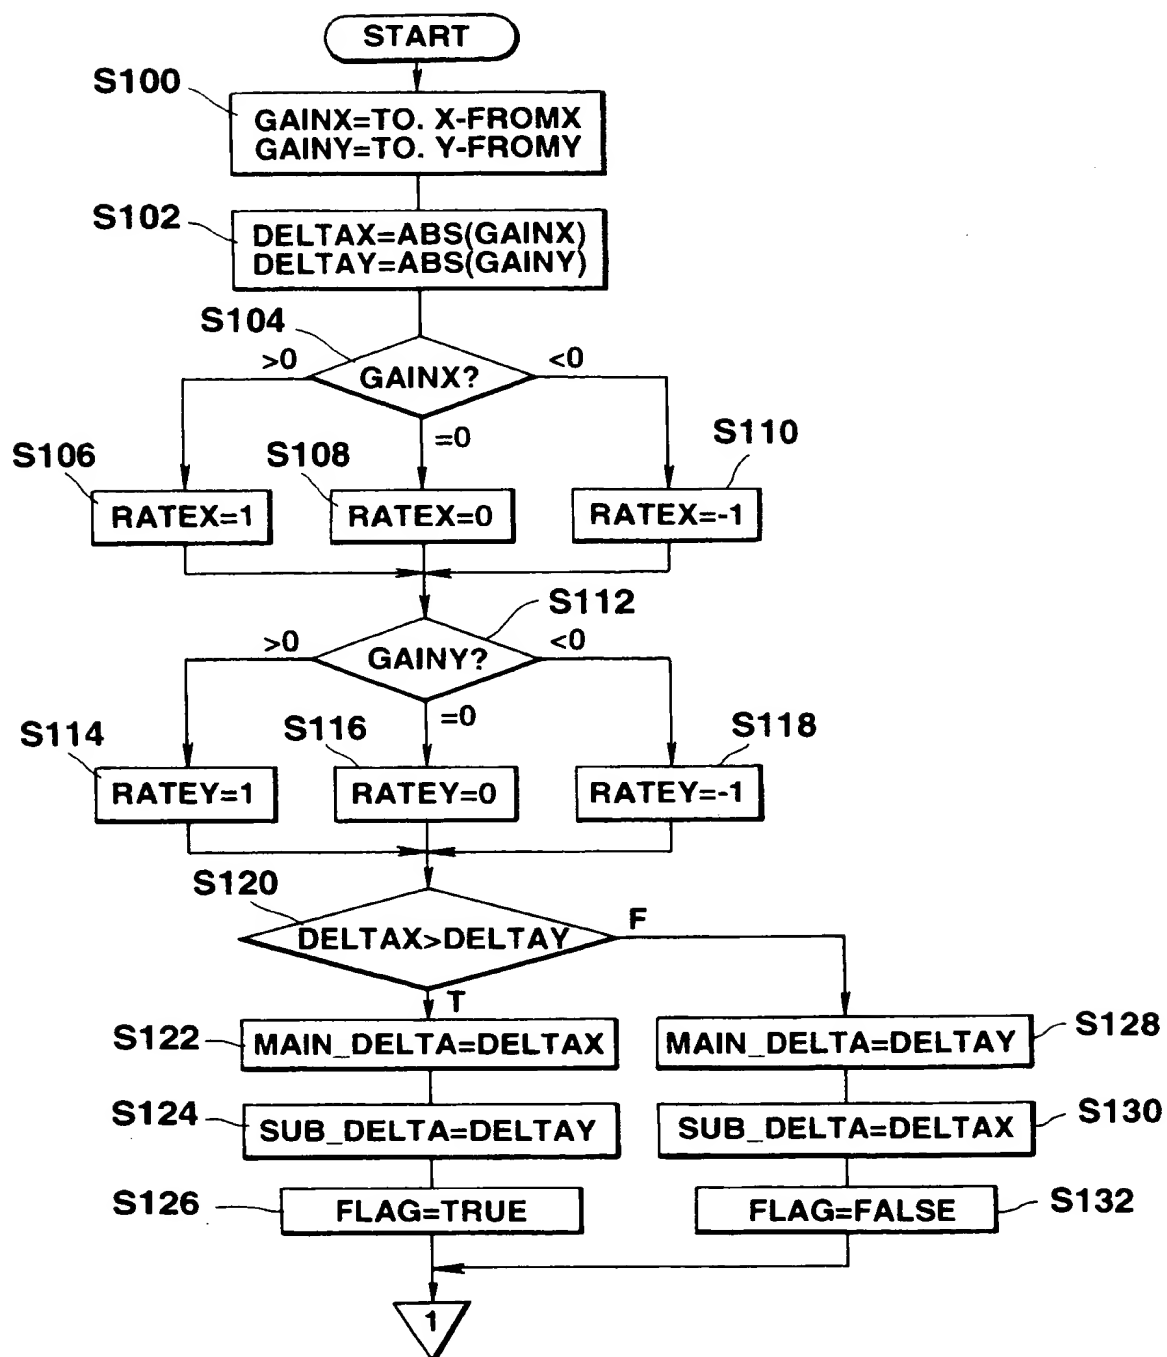 START
S100
GAINX=TO. X-FROMX
GAINY=TO. Y-FROMY
S102
DELTAX=ABS(GAINX)
DELTAY=ABS(GAINY)
S104
>0
GAINX?
<0
=0
S106
S108
S110
RATEX=1
RATEX=0
RATEX=-1
S112
>0
GAINY?
<0
=0
S114
S116
S118
RATEY=1
RATEY=0
RATEY=-1
S120
DELTAX>DELTAY
F
T
S122
MAIN_DELTA=DELTAX
MAIN_DELTA=DELTAY
S128
S124
SUB_DELTA=DELTAY
SUB_DELTA=DELTAX
S130
S126
FLAG=TRUE
FLAG=FALSE
S132
1